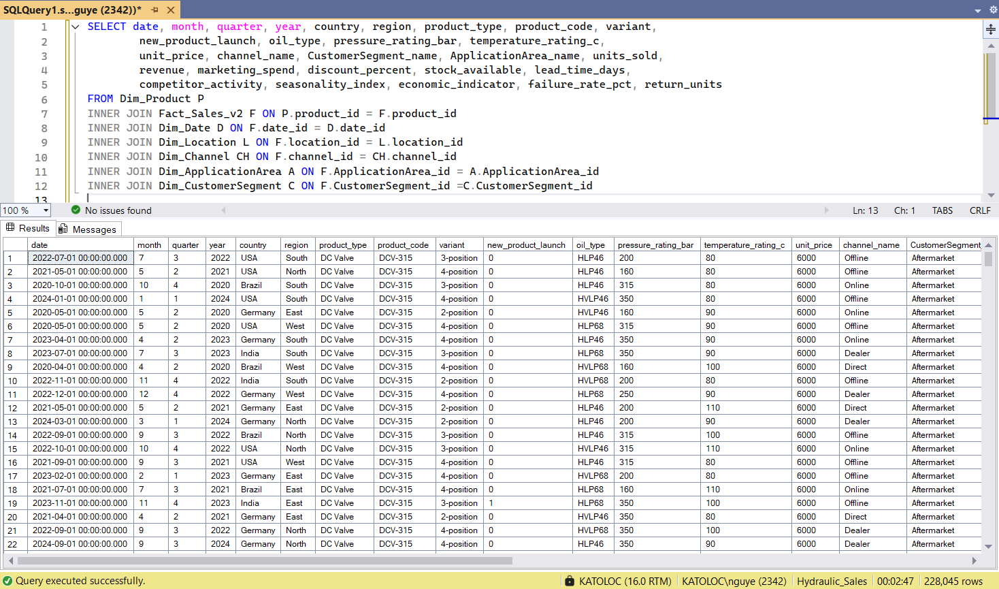 SQLQuery1.s...guye (2342))*
1 SELECT date, month, quarter, year, country, region, product_type, product_code, variant,
2 new_product_launch, oil_type, pressure_rating_bar, temperature_rating_c,
3 unit_price, channel_name, CustomerSegment_name, ApplicationArea_name, units_sold,
4 revenue, marketing_spend, discount_percent, stock_available, lead_time_days,
5 competitor_activity, seasonality_index, economic_indicator, failure_rate_pct, return_units
6 FROM Dim_Product P
7 INNER JOIN Fact_Sales_v2 F ON P.product_id = F.product_id
8 INNER JOIN Dim_Date D ON F.date_id = D.date_id
9 INNER JOIN Dim_Location L ON F.location_id = L.location_id
10 INNER JOIN Dim_Channel CH ON F.channel_id = CH.channel_id
11 INNER JOIN Dim_ApplicationArea A ON F.ApplicationArea_id = A.ApplicationArea_id
12 INNER JOIN Dim_CustomerSegment C ON F.CustomerSegment_id =C.CustomerSegment_id
13
100 % No issues found Ln: 13 Ch: 1 TABS CRLF
Results Messages
date month quarter year country region product_type product_code variant new_product_launch oil_type pressure_rating_bar temperature_rating_c unit_price channel_name CustomerSegment_
1 2022-07-01 00:00:00.000 7 3 2022 USA South DC Valve DCV-315 3-position 0 HLP46 200 80 6000 Offline Aftermarket
2 2021-05-01 00:00:00.000 5 2 2021 USA North DC Valve DCV-315 4-position 0 HLP46 160 80 6000 Offline Aftermarket
3 2020-10-01 00:00:00.000 10 4 2020 Brazil South DC Valve DCV-315 3-position 0 HLP46 315 80 6000 Online Aftermarket
4 2024-01-01 00:00:00.000 1 1 2024 USA South DC Valve DCV-315 4-position 0 HVLP46 350 80 6000 Offline Aftermarket
5 2020-05-01 00:00:00.000 5 2 2020 Germany East DC Valve DCV-315 2-position 0 HVLP46 160 90 6000 Online Aftermarket
6 2020-05-01 00:00:00.000 5 2 2020 USA West DC Valve DCV-315 4-position 0 HLP68 315 90 6000 Offline Aftermarket
7 2023-04-01 00:00:00.000 4 2 2023 Germany South DC Valve DCV-315 4-position 0 HLP46 350 90 6000 Online Aftermarket
8 2023-07-01 00:00:00.000 7 3 2023 India South DC Valve DCV-315 3-position 0 HLP68 350 90 6000 Dealer Aftermarket
9 2020-04-01 00:00:00.000 4 2 2020 Brazil West DC Valve DCV-315 4-position 0 HVLP68 160 100 6000 Direct Aftermarket
10 2022-11-01 00:00:00.000 11 4 2022 India South DC Valve DCV-315 2-position 0 HVLP68 200 80 6000 Offline Aftermarket
11 2022-12-01 00:00:00.000 12 4 2022 Germany West DC Valve DCV-315 4-position 0 HLP68 250 90 6000 Dealer Aftermarket
12 2021-05-01 00:00:00.000 5 2 2021 Germany East DC Valve DCV-315 2-position 0 HLP46 200 110 6000 Direct Aftermarket
13 2024-03-01 00:00:00.000 3 1 2024 Germany North DC Valve DCV-315 2-position 0 HLP46 200 90 6000 Dealer Aftermarket
14 2022-09-01 00:00:00.000 9 3 2022 Brazil North DC Valve DCV-315 3-position 0 HLP46 315 100 6000 Offline Aftermarket
15 2022-10-01 00:00:00.000 10 4 2022 USA North DC Valve DCV-315 3-position 0 HVLP46 315 110 6000 Online Aftermarket
16 2021-09-01 00:00:00.000 9 3 2021 USA West DC Valve DCV-315 4-position 0 HLP46 315 80 6000 Offline Aftermarket
17 2023-02-01 00:00:00.000 2 1 2023 Germany East DC Valve DCV-315 4-position 0 HVLP68 200 80 6000 Offline Aftermarket
18 2021-07-01 00:00:00.000 7 3 2021 Brazil East DC Valve DCV-315 4-position 0 HLP68 160 110 6000 Online Aftermarket
19 2023-11-01 00:00:00.000 11 4 2023 India East DC Valve DCV-315 3-position 1 HLP68 350 100 6000 Offline Aftermarket
20 2021-04-01 00:00:00.000 4 2 2021 Germany East DC Valve DCV-315 2-position 0 HVLP46 350 80 6000 Direct Aftermarket
21 2022-09-01 00:00:00.000 9 3 2022 Germany North DC Valve DCV-315 4-position 0 HVLP68 350 100 6000 Dealer Aftermarket
22 2024-09-01 00:00:00.000 9 3 2024 Germany North DC Valve DCV-315 4-position 0 HLP46 350 90 6000 Dealer Aftermarket
Query executed successfully. KATOLOC (16.0 RTM) KATOLOC\nguye (2342) Hydraulic_Sales 00:02:47 228,045 rows